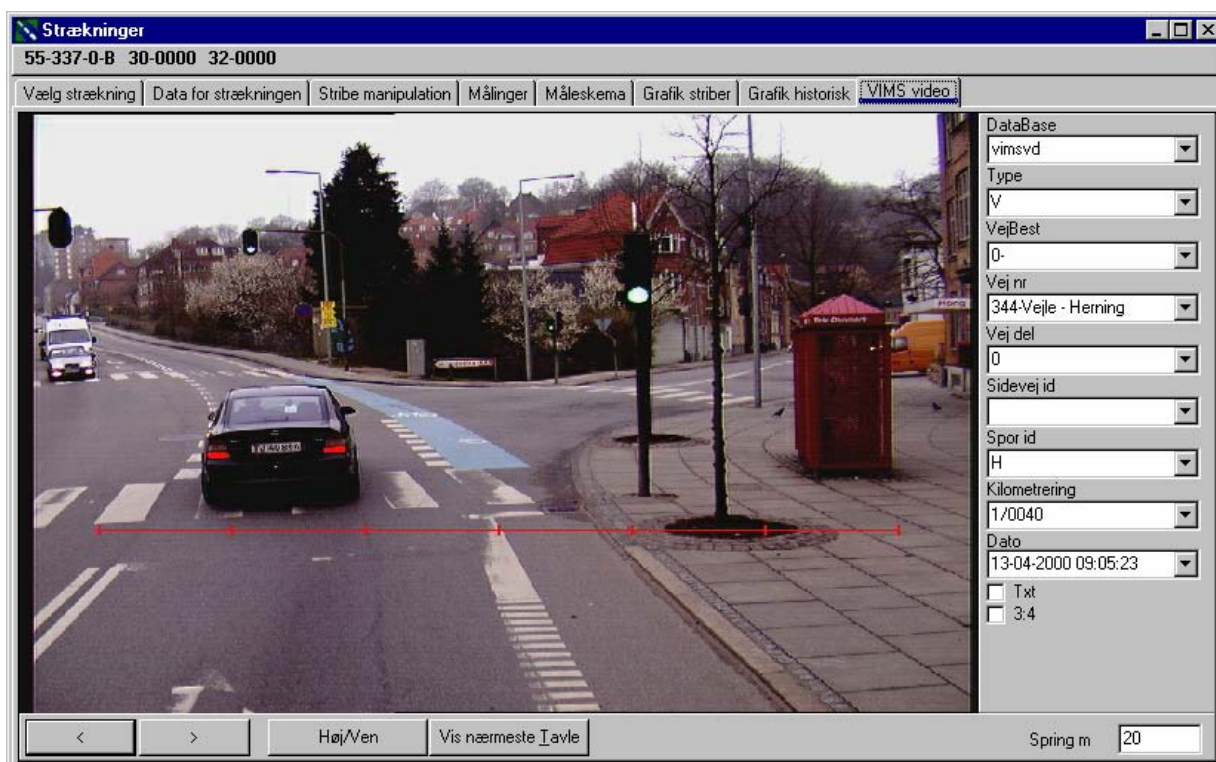 Strækninger
55-337-0-B 30-0000 32-0000
Vælg strækning Data for strækningen Stribe manipulation Målinger Måleskema Grafik striber Grafik historisk VIMS video
DataBase
vimsvd
Type
V
VejBest
0-
Vej nr
344-Vejle - Herning
Vej del
0
Sidevej id
Spor id
H
Kilometrering
1/0040
Dato
13-04-2000 09:05:23
Txt
3:4
< > Høj/Ven Vis nærmeste Tavle Spring m 20